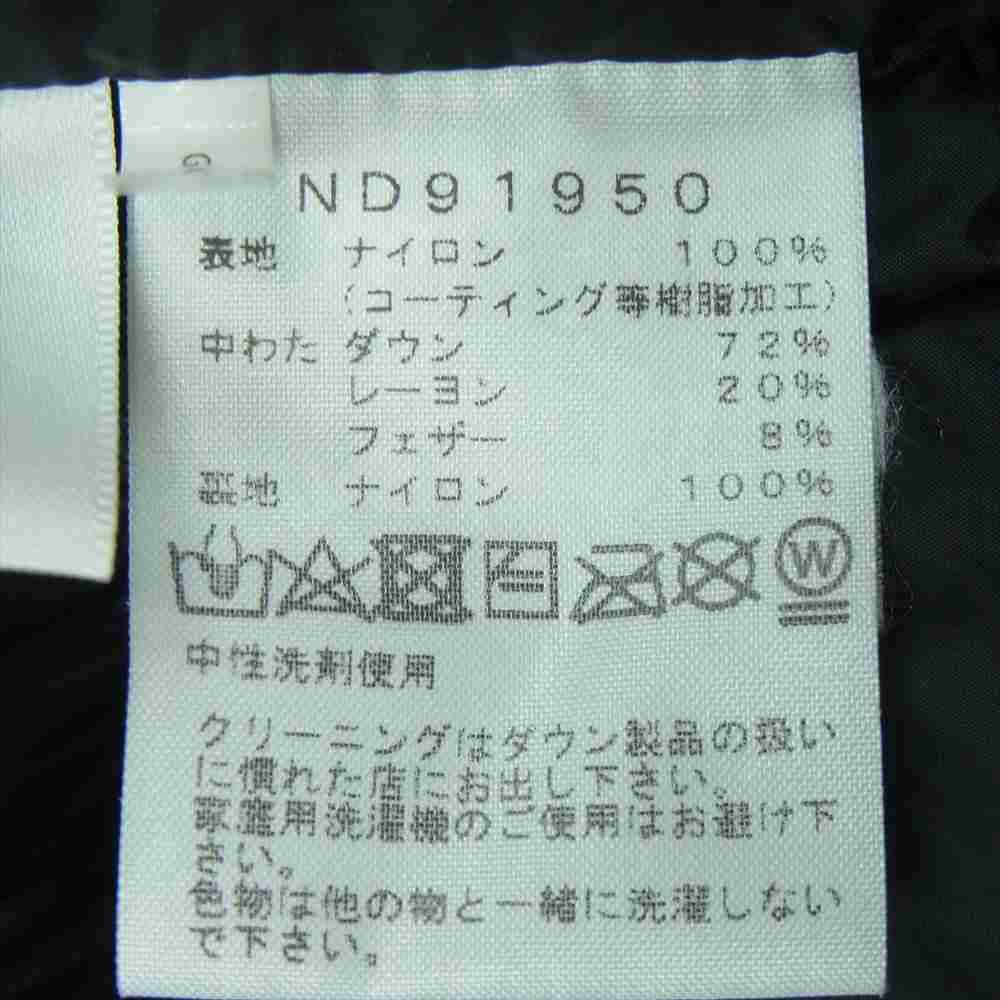 ND91950
表地 ナイロン 100%
(コーティング等樹脂加工)
中わた ダウン 72%
レーヨン 20%
フェザー 8%
裏地 ナイロン 100%
W
中性洗剤使用
クリーニングはダウン製品の扱い
に慣れた店にお出し下さい。
家庭用洗濯機のご使用はお避け下
さい。
色物は他の物と一緒に洗濯しない
で下さい。